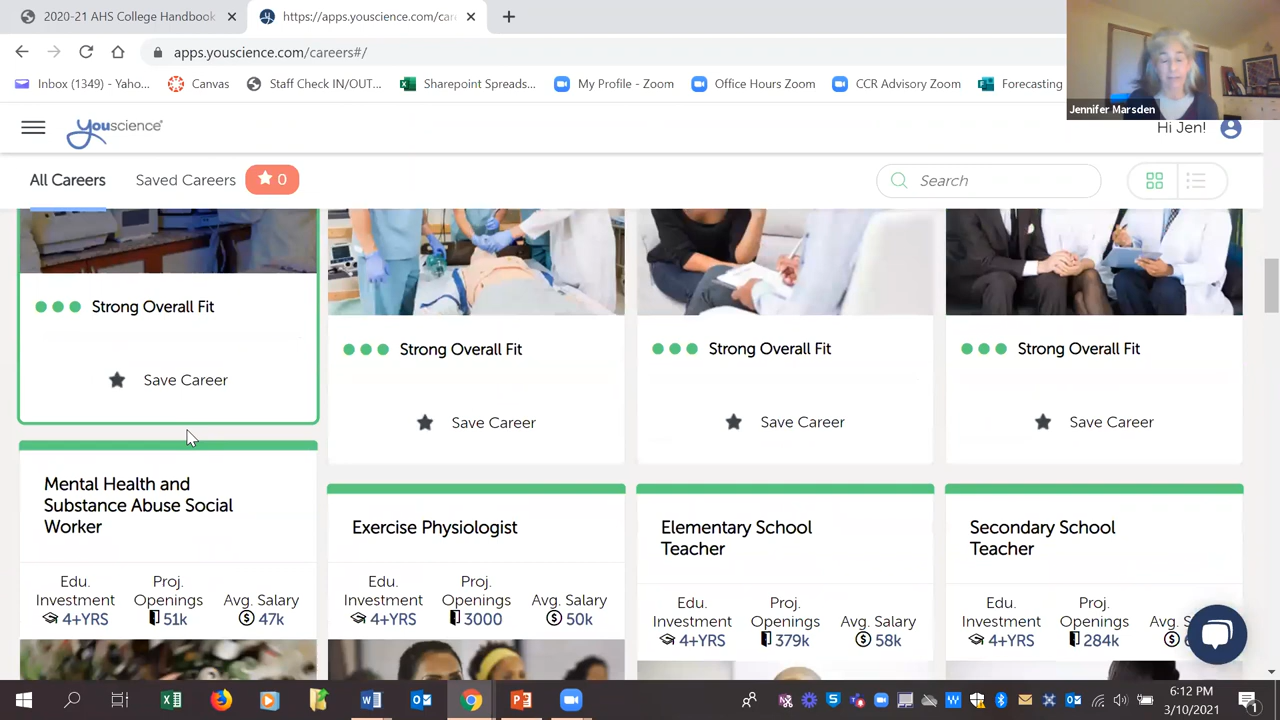 2020-21 AHS College Handbook
https://apps.youscience.com/car
apps.youscience.com/careers#/
Inbox (1349) - Yaho...
Canvas
Staff Check IN/OUT...
Sharepoint Spreads...
My Profile - Zoom
Office Hours Zoom
CCR Advisory Zoom
Forecasting
Jennifer Marsden
youscience
Hi Jen!
All Careers
Saved Careers
0
Search
Strong Overall Fit
Save Career
Strong Overall Fit
Save Career
Strong Overall Fit
Save Career
Strong Overall Fit
Save Career
Mental Health and
Substance Abuse Social
Worker
Edu.
Investment
4+YRS
Proj.
Openings
51k
Avg. Salary
47k
Exercise Physiologist
Edu.
Investment
4+YRS
Proj.
Openings
3000
Avg. Salary
50k
Elementary School
Teacher
Edu.
Investment
4+YRS
Proj.
Openings
379k
Avg. Salary
58k
Secondary School
Teacher
Edu.
Investment
4+YRS
Proj.
Openings
284k
Avg. S
6:12 PM
3/10/2021